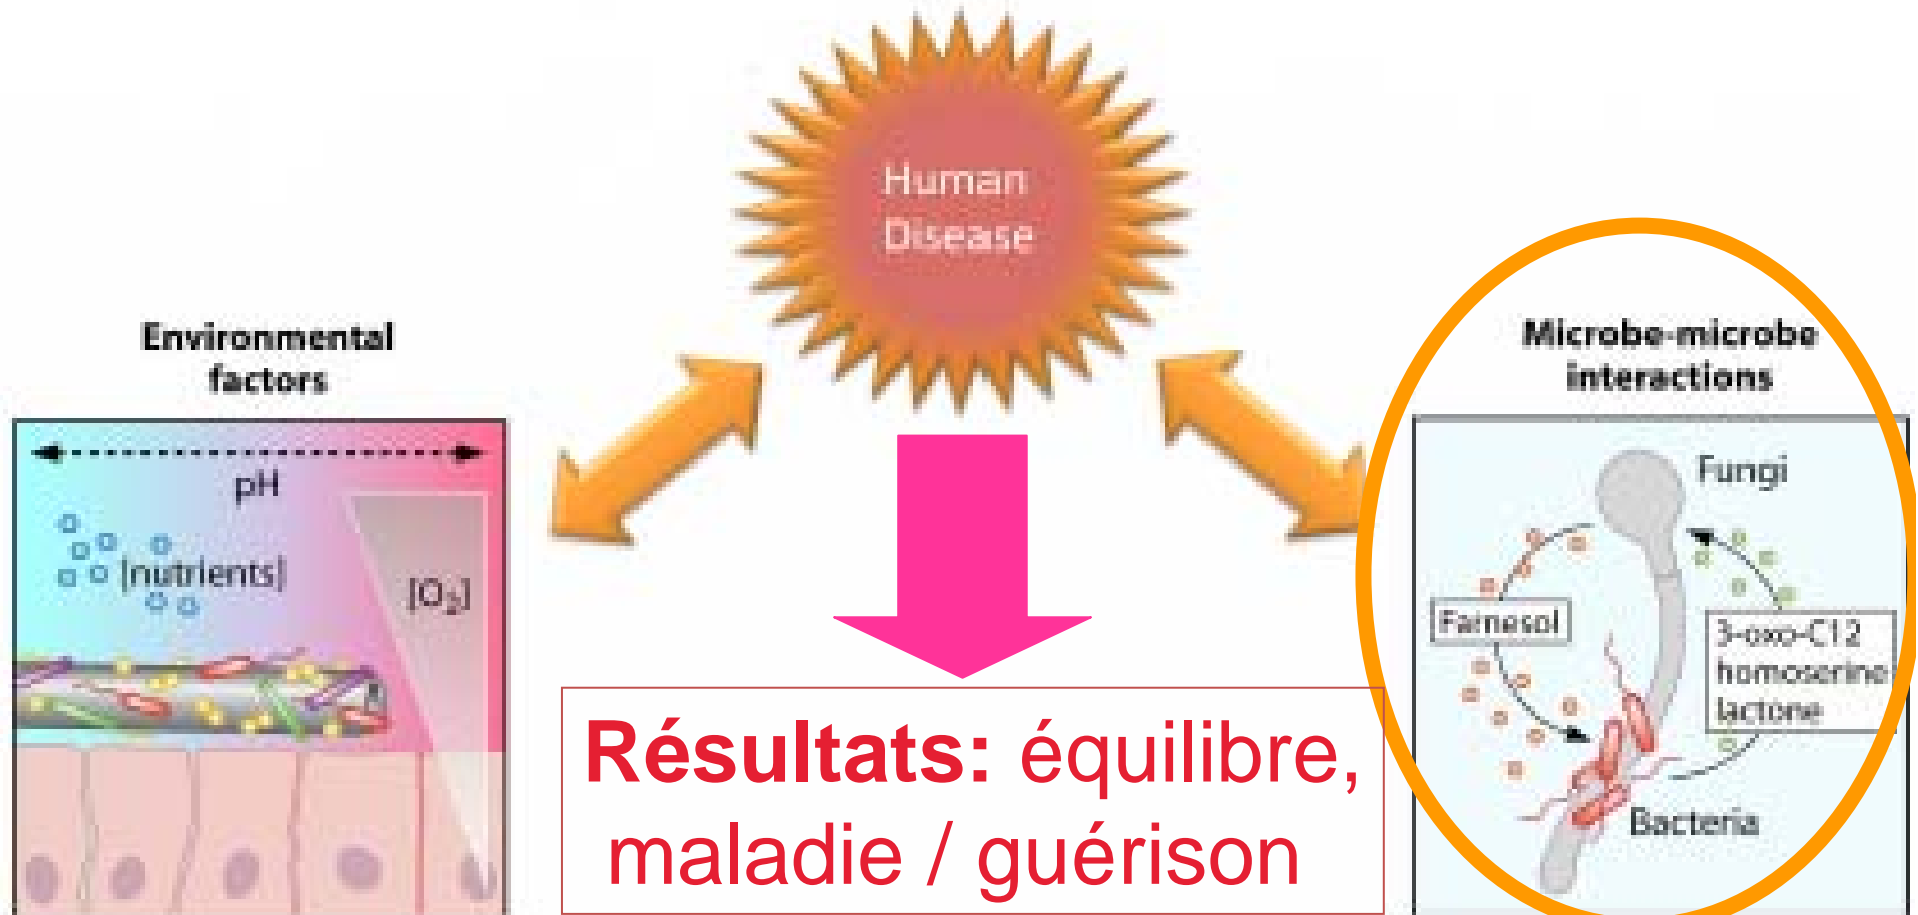 Human
Disease
Environmental
factors
pH
[nutrients]
[O₂]
Microbe-microbe
interactions
Fungi
Farnesol
3-oxo-C12
homoserine
lactone
Bacteria
Résultats: équilibre,
maladie / guérison